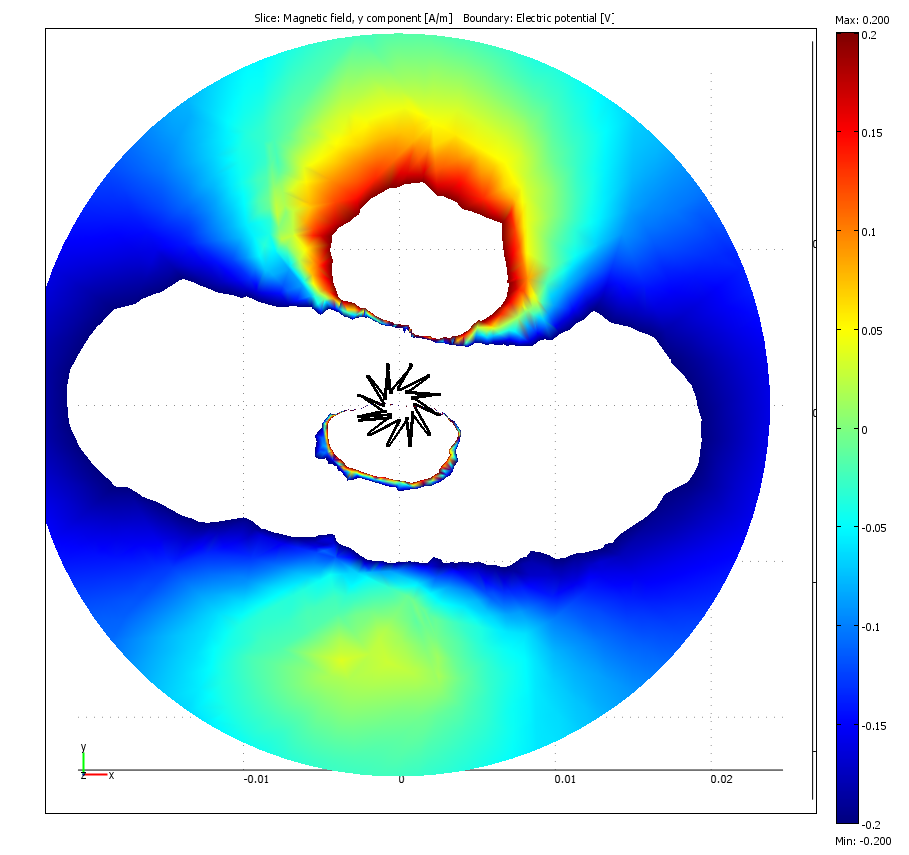 Slice: Magnetic field, y component [A/m]   Boundary: Electric potential [V]
Max: 0.200
0.2
0.15
0.1
0.05
0
-0.05
-0.1
-0.15
-0.2
Min: -0.200
y
z x
-0.01
0
0.01
0.02